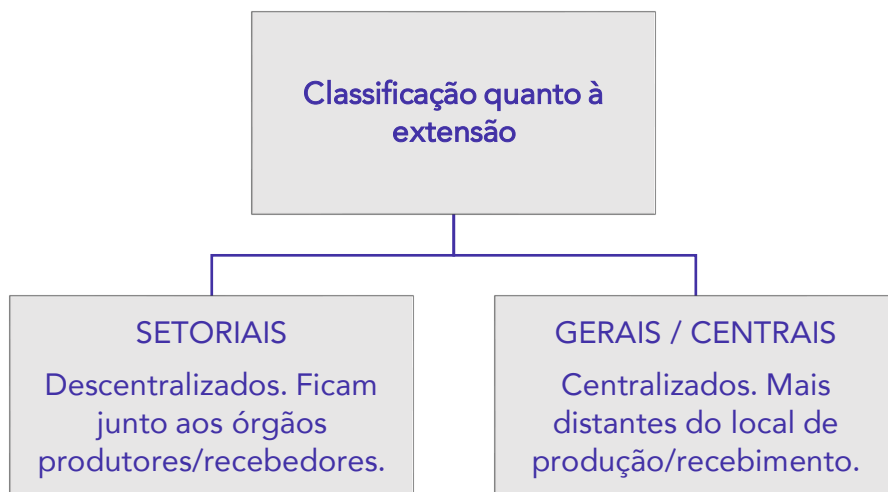 Classificação quanto à
extensão
SETORIAIS
Descentralizados. Ficam
junto aos órgãos
produtores/recebedores.
GERAIS / CENTRAIS
Centralizados. Mais
distantes do local de
produção/recebimento.